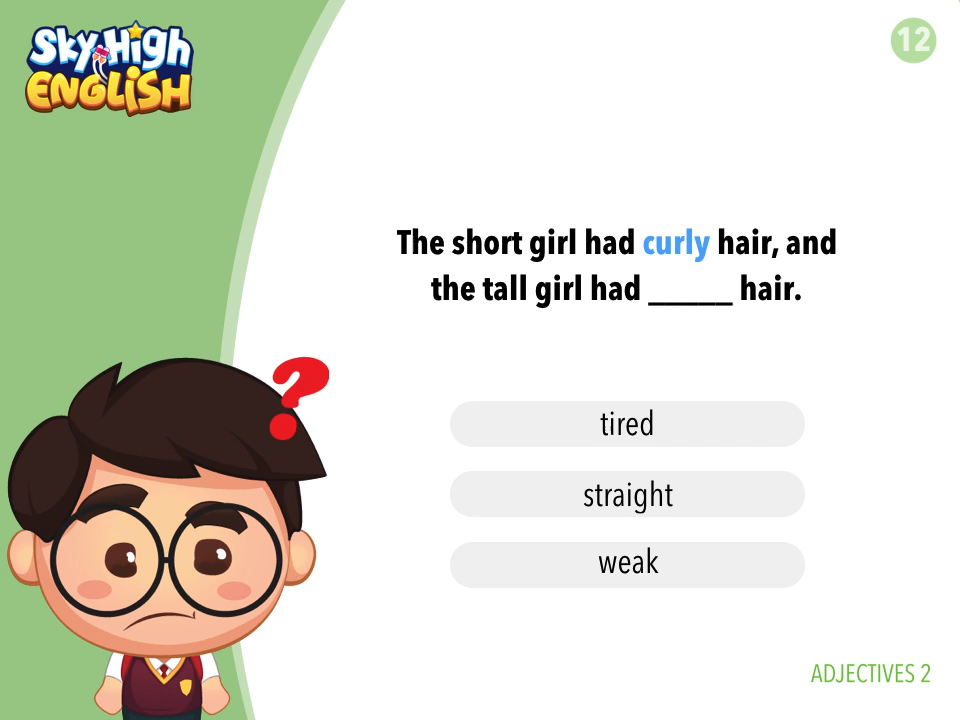 Sky High
ENGLISH
12
The short girl had curly hair, and
the tall girl had _____ hair.
tired
straight
weak
ADJECTIVES 2